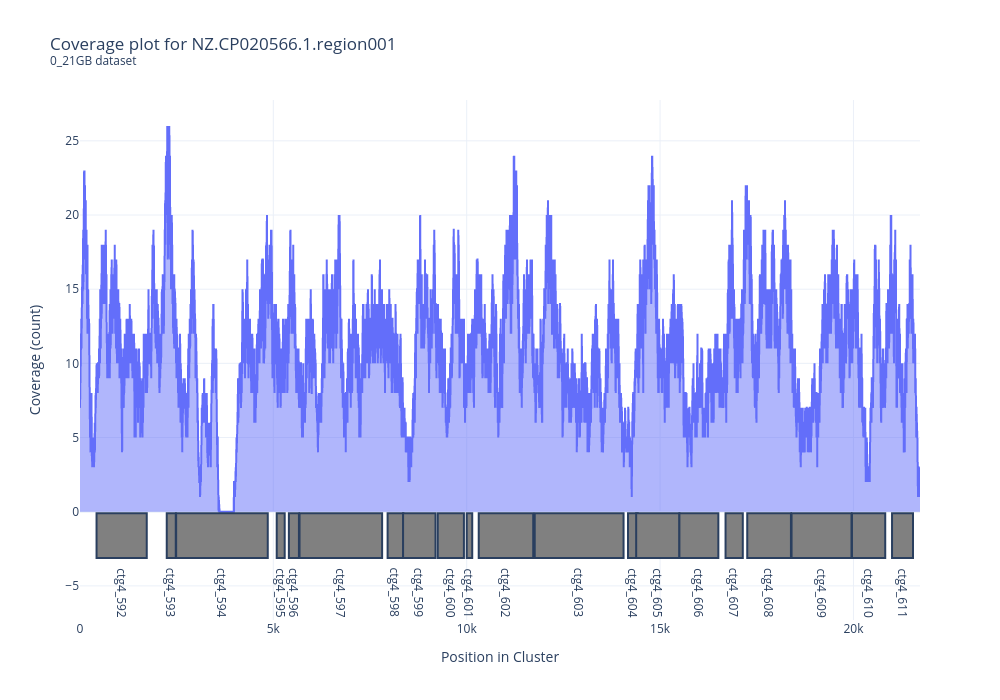 Coverage plot for NZ.CP020566.1.region001
0_21GB dataset
Coverage (count)
25
20
15
10
5
0
−5
ctg4_592
ctg4_593
ctg4_594
ctg4_595
ctg4_596
ctg4_597
ctg4_598
ctg4_599
ctg4_600
ctg4_601
ctg4_602
ctg4_603
ctg4_604
ctg4_605
ctg4_606
ctg4_607
ctg4_608
ctg4_609
ctg4_610
ctg4_611
0
5k
10k
15k
20k
Position in Cluster